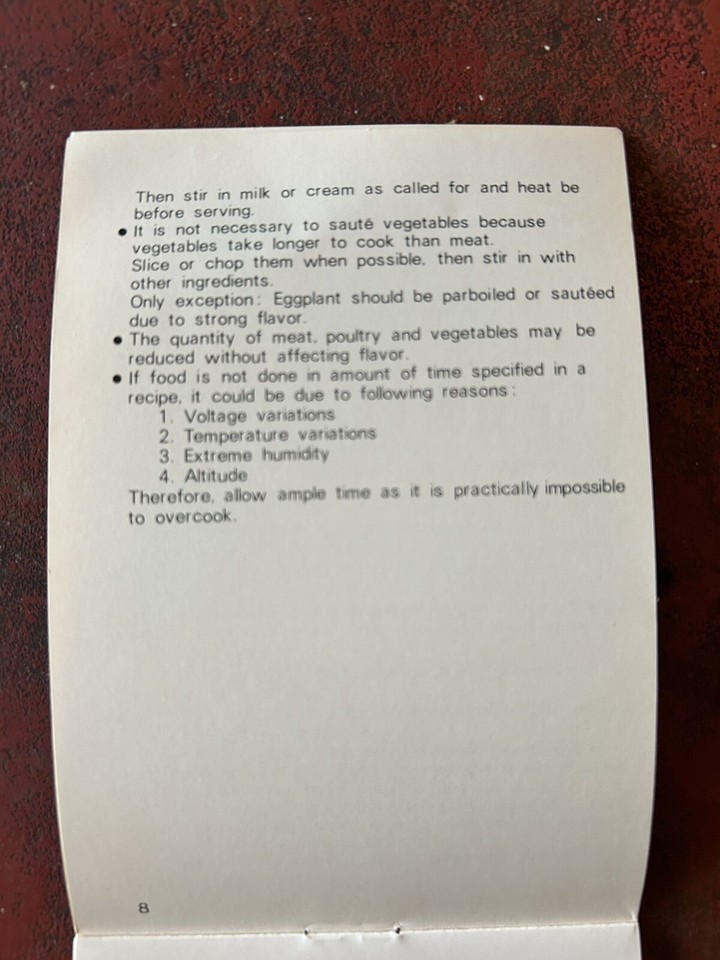 Then stir in milk or cream as called for and heat be
before serving.
● It is not necessary to sauté vegetables because
vegetables take longer to cook than meat.
Slice or chop them when possible, then stir in with
other ingredients.
Only exception: Eggplant should be parboiled or sautéed
due to strong flavor.
● The quantity of meat, poultry and vegetables may be
reduced without affecting flavor.
● If food is not done in amount of time specified in a
recipe, it could be due to following reasons:
1. Voltage variations
2. Temperature variations
3. Extreme humidity
4. Altitude
Therefore, allow ample time as it is practically impossible
to overcook.
8